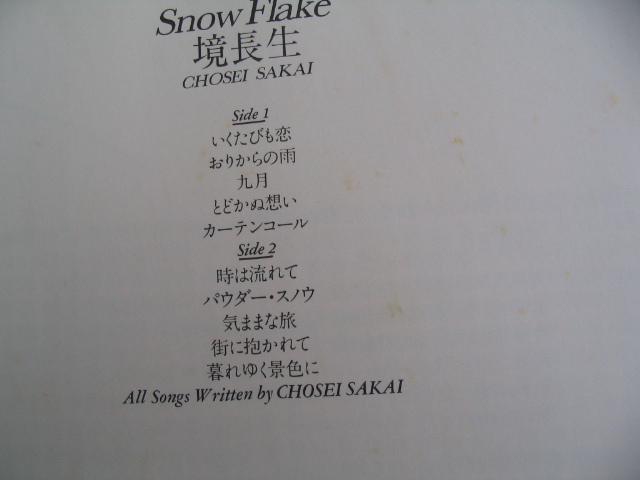 Snow Flake
境長生
CHOSEI SAKAI
Side 1
いくたびも恋
おりからの雨
九月
とどかぬ想い
カーテンコール
Side 2
時は流れて
パウダー・スノウ
気ままな旅
街に抱かれて
暮れゆく景色に
All Songs Written by CHOSEI SAKAI